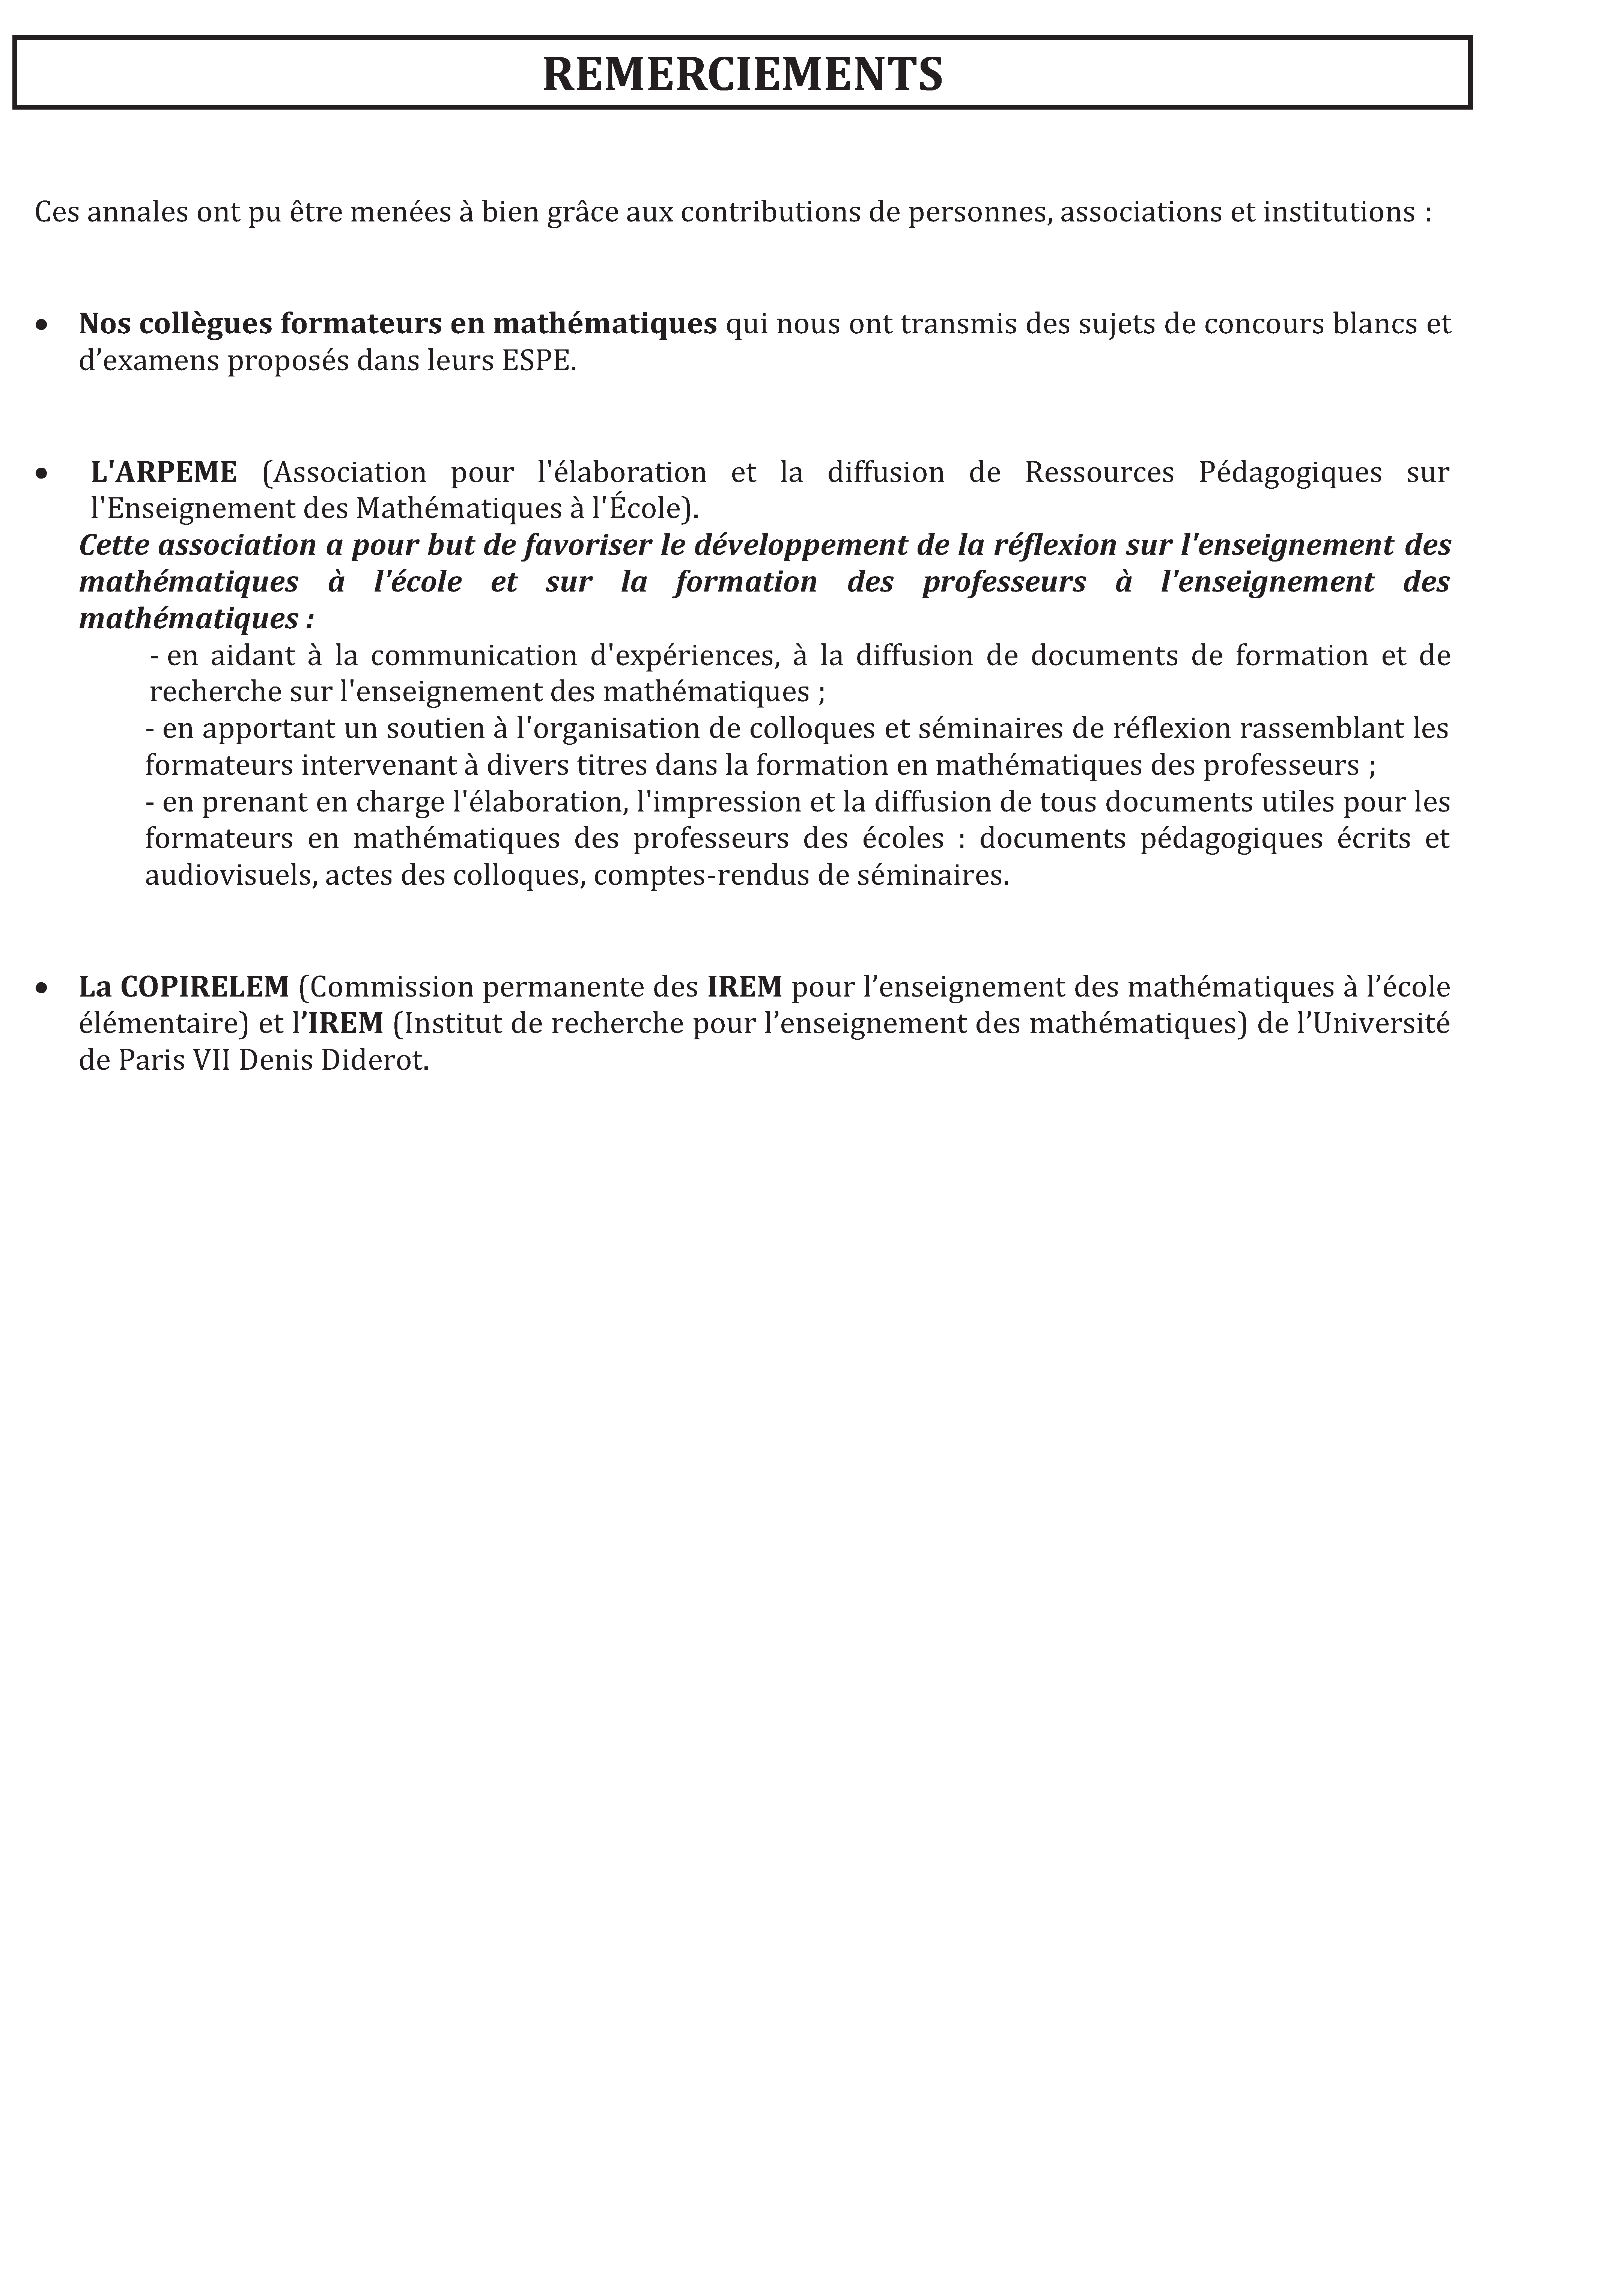 REMERCIEMENTS
Ces annales ont pu être menées à bien grâce aux contributions de personnes, associations et institutions :
• Nos collègues formateurs en mathématiques qui nous ont transmis des sujets de concours blancs et
d’examens proposés dans leurs ESPE.
• L'ARPEME (Association pour l'élaboration et la diffusion de Ressources Pédagogiques sur
l'Enseignement des Mathématiques à l'École).
Cette association a pour but de favoriser le développement de la réflexion sur l'enseignement des
mathématiques à l'école et sur la formation des professeurs à l'enseignement des
mathématiques :
- en aidant à la communication d'expériences, à la diffusion de documents de formation et de
recherche sur l'enseignement des mathématiques ;
- en apportant un soutien à l'organisation de colloques et séminaires de réflexion rassemblant les
formateurs intervenant à divers titres dans la formation en mathématiques des professeurs ;
- en prenant en charge l'élaboration, l'impression et la diffusion de tous documents utiles pour les
formateurs en mathématiques des professeurs des écoles : documents pédagogiques écrits et
audiovisuels, actes des colloques, comptes-rendus de séminaires.
• La COPIRELEM (Commission permanente des IREM pour l’enseignement des mathématiques à l’école
élémentaire) et l’IREM (Institut de recherche pour l’enseignement des mathématiques) de l’Université
de Paris VII Denis Diderot.